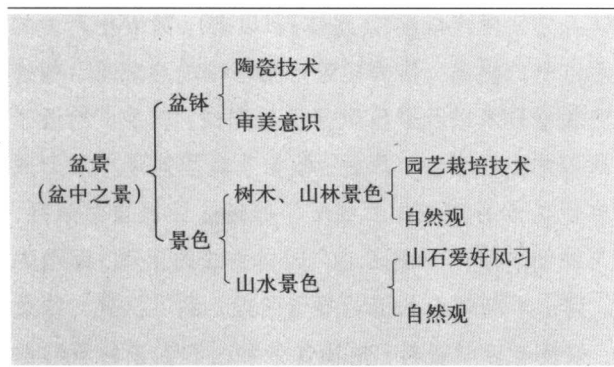 陶瓷技术
盆钵
审美意识
盆景
(盆中之景)
园艺栽培技术
树木、山林景色
自然观
景色
山石爱好风习
山水景色
自然观